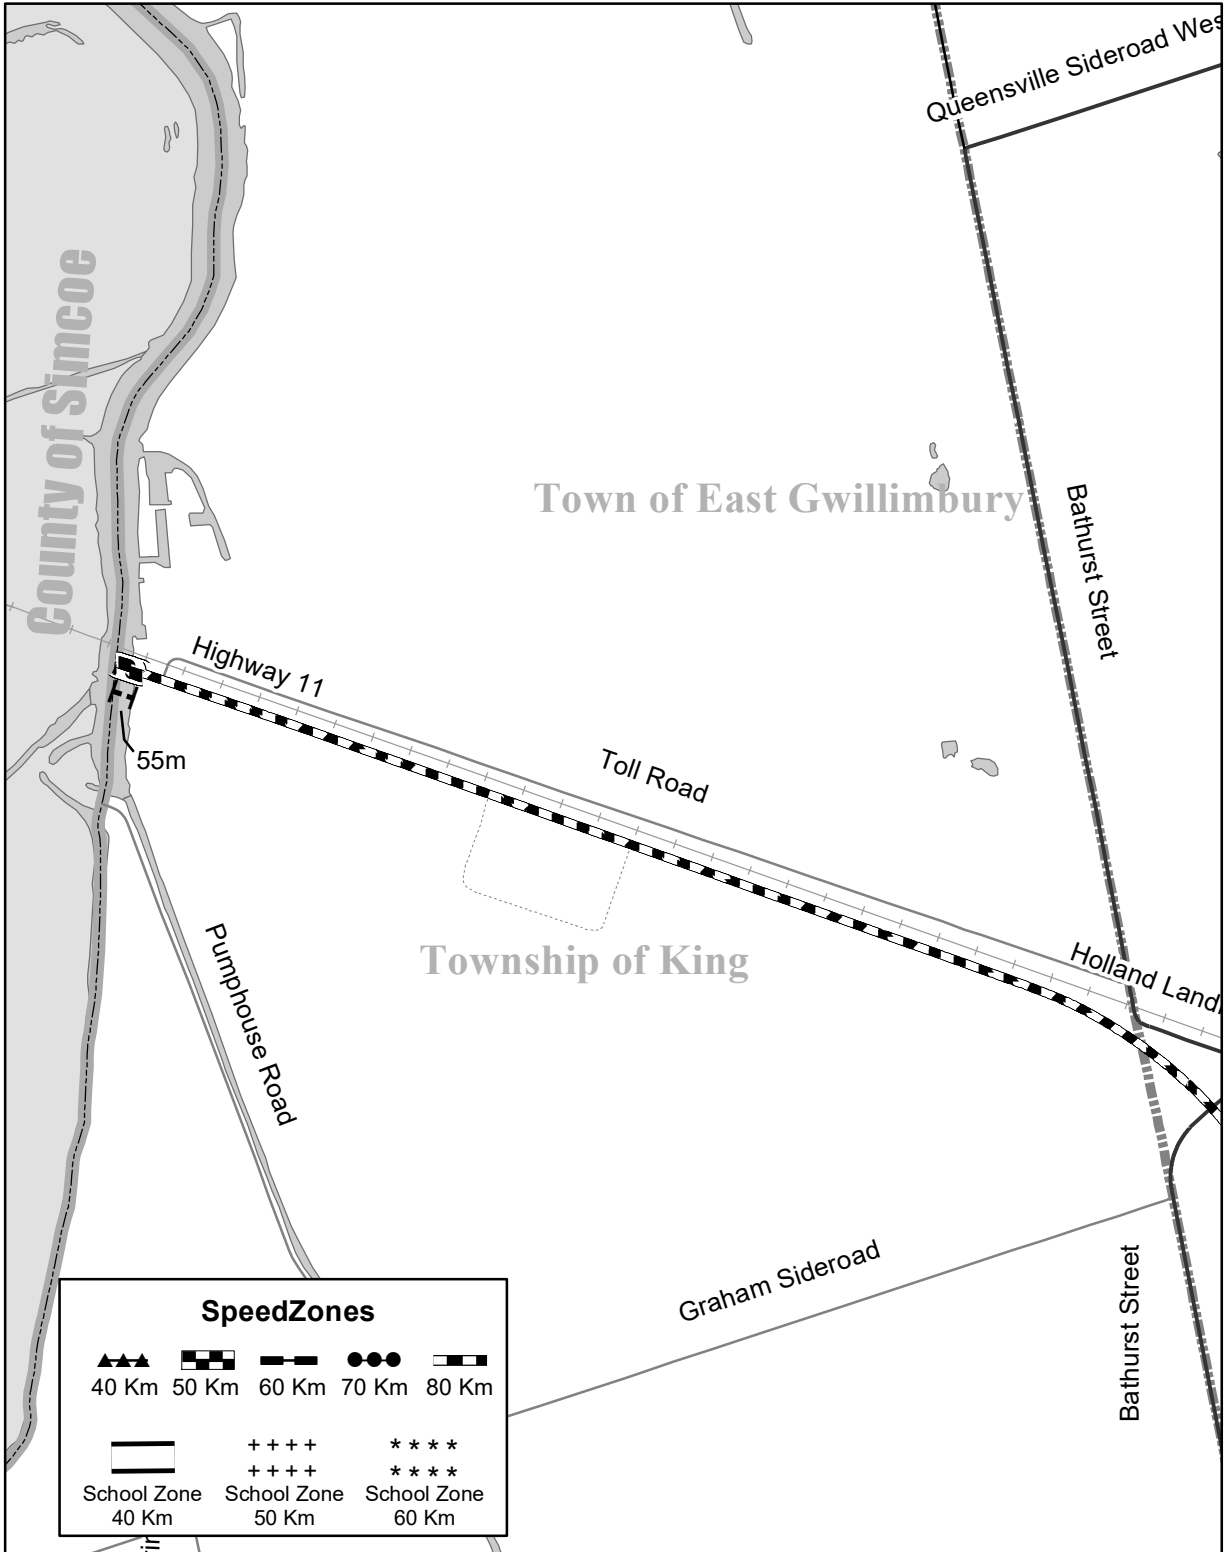 Queensville Sideroad Wes
County of Simcoe
Town of East Gwillimbury
Bathurst Street
Highway 11
55m
Toll Road
Holland Landi
Township of King
Pumphouse Road
Graham Sideroad
Bathurst Street
SpeedZones
40 Km 50 Km 60 Km 70 Km 80 Km
School Zone School Zone School Zone
40 Km 50 Km 60 Km